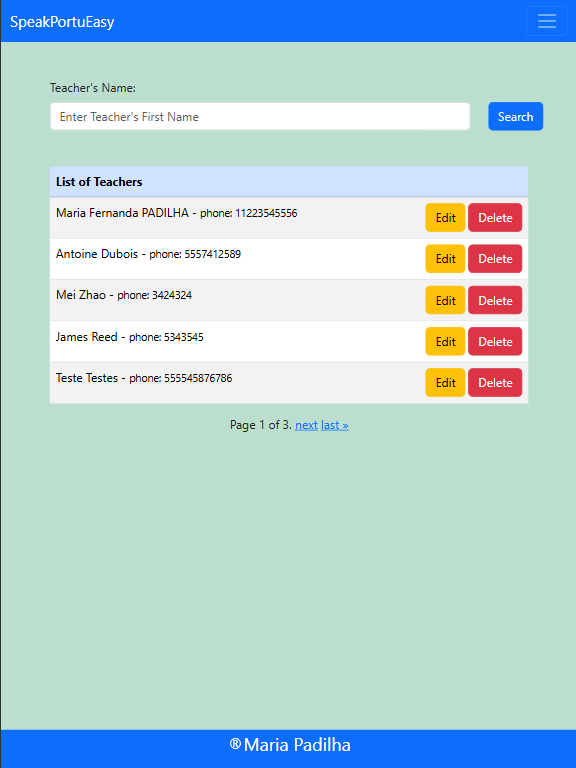 SpeakPortuEasy
Teacher's Name:
Enter Teacher's First Name
Search
List of Teachers
Maria Fernanda PADILHA - phone: 11223545556 Edit Delete
Antoine Dubois - phone: 5557412589 Edit Delete
Mei Zhao - phone: 3424324 Edit Delete
James Reed - phone: 5343545 Edit Delete
Teste Testes - phone: 555545876786 Edit Delete
Page 1 of 3. next last »
®Maria Padilha